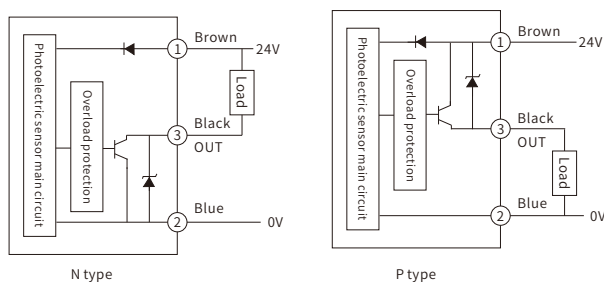 Photoelectric sensor main circuit
Overload protection
1
Brown
24V
Load
3
Black
OUT
2
Blue
0V
N type
Photoelectric sensor main circuit
Overload protection
1
Brown
24V
3
Black
OUT
Load
2
Blue
0V
P type